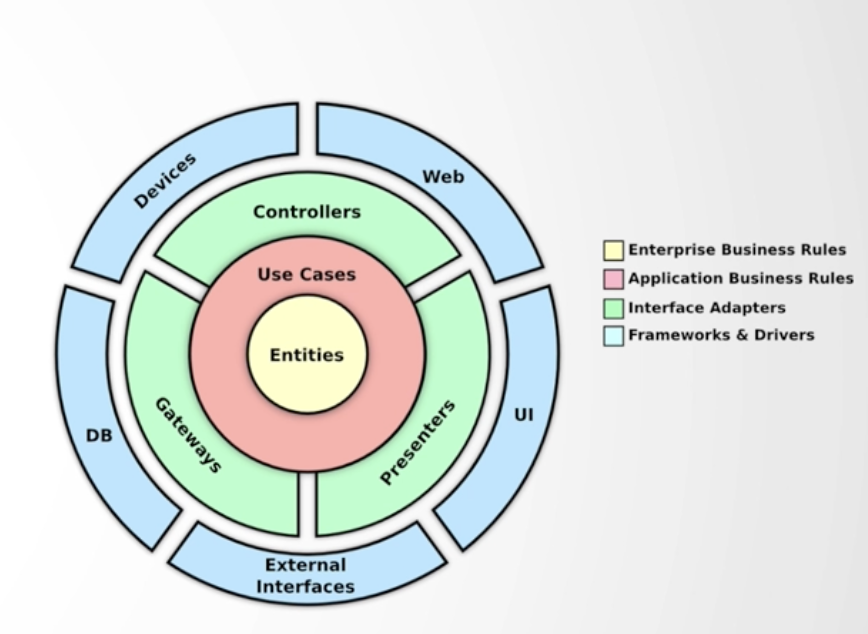 Devices
Web
Controllers
Use Cases
Entities
Gateways
Presenters
DB
UI
External
Interfaces
Enterprise Business Rules
Application Business Rules
Interface Adapters
Frameworks & Drivers